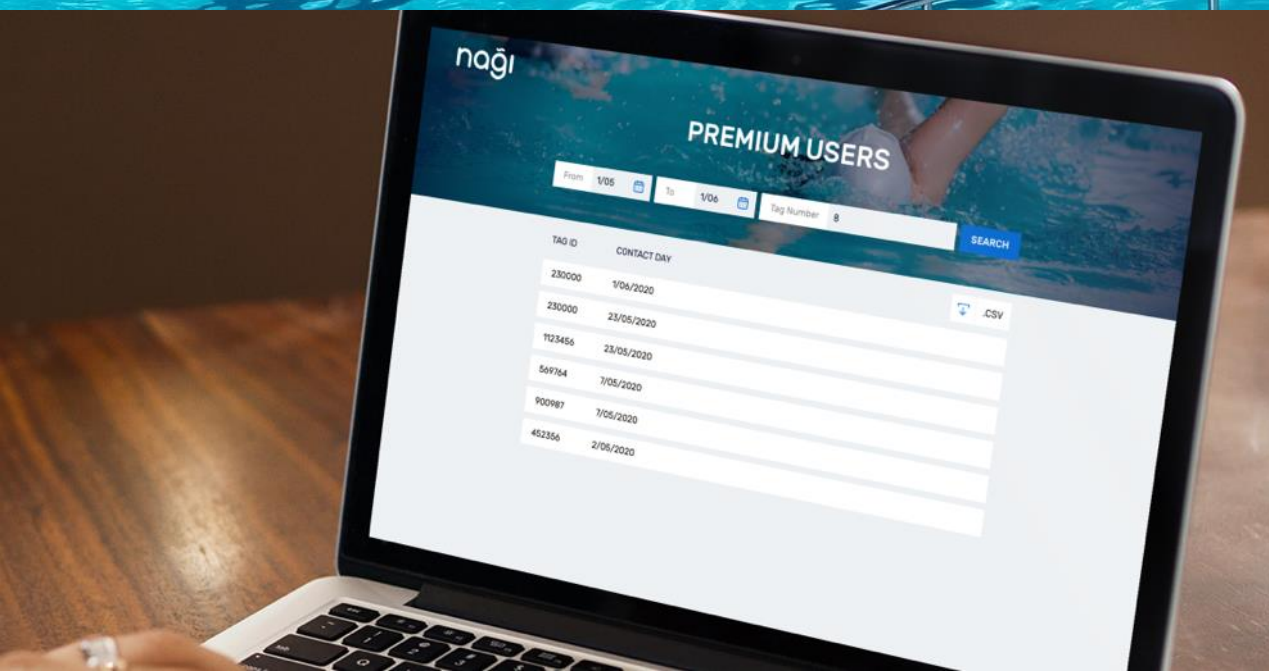 nağı
PREMIUM USERS
From 1/05 To 1/06 Tag Number 8 SEARCH
TAG ID CONTACT DAY
.CSV
230000 1/06/2020
230000 23/05/2020
1123456 23/05/2020
569764 7/05/2020
900987 7/05/2020
452356 2/05/2020